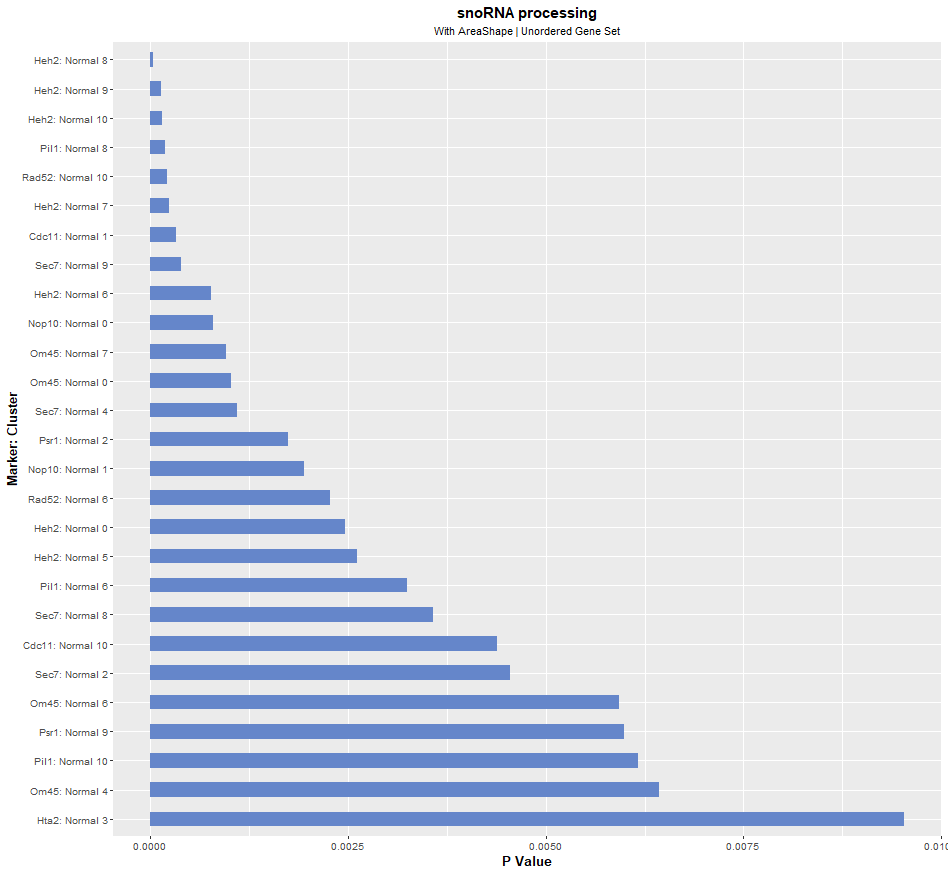 snoRNA processing
With AreaShape | Unordered Gene Set
Heh2: Normal 8
Heh2: Normal 9
Heh2: Normal 10
Pil1: Normal 8
Rad52: Normal 10
Heh2: Normal 7
Cdc11: Normal 1
Sec7: Normal 9
Heh2: Normal 6
Nop10: Normal 0
Om45: Normal 7
Om45: Normal 0
Sec7: Normal 4
Psr1: Normal 2
Nop10: Normal 1
Rad52: Normal 6
Heh2: Normal 0
Heh2: Normal 5
Pil1: Normal 6
Sec7: Normal 8
Cdc11: Normal 10
Sec7: Normal 2
Om45: Normal 6
Psr1: Normal 9
Pil1: Normal 10
Om45: Normal 4
Hta2: Normal 3
Marker: Cluster
0.0000 0.0025 0.0050 0.0075 0.010
P Value